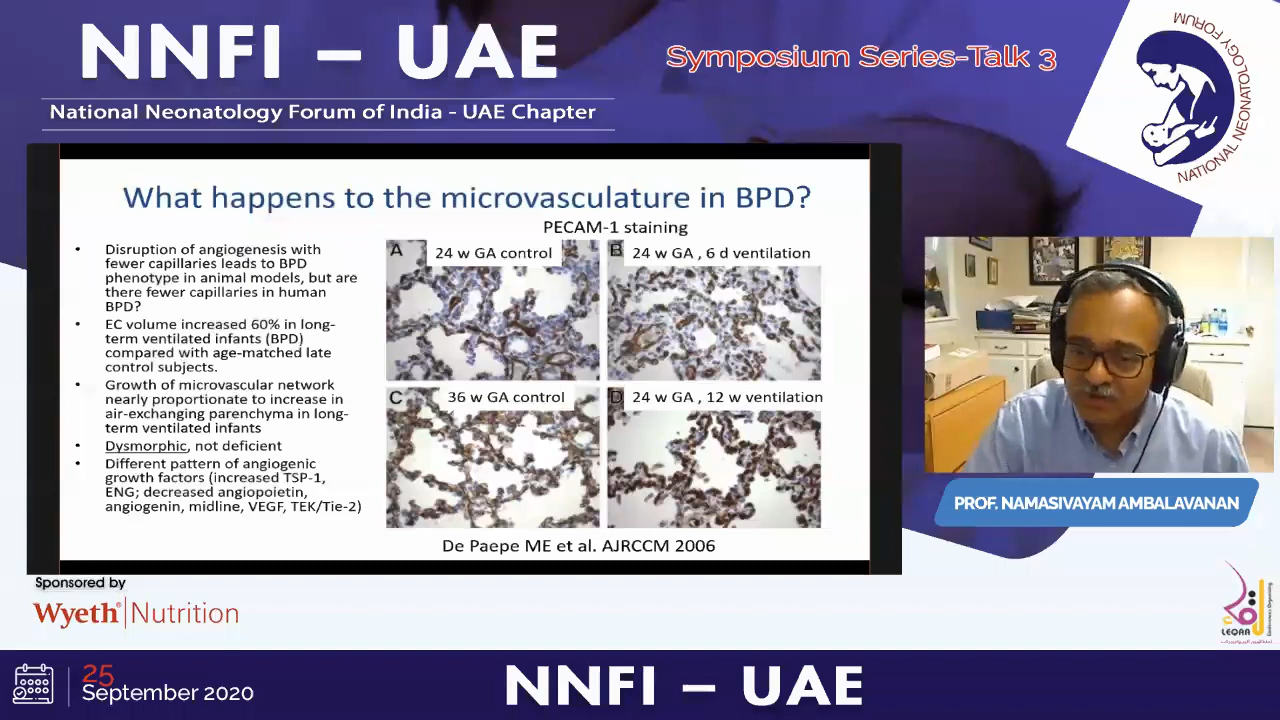 NNFI – UAE
National Neonatology Forum of India - UAE Chapter
Symposium Series-Talk 3
NATIONAL NEONATOLOGY FORUM
What happens to the microvasculature in BPD?
• Disruption of angiogenesis with
fewer capillaries leads to BPD
phenotype in animal models, but are
there fewer capillaries in human
BPD?
• EC volume increased 60% in long-
term ventilated infants (BPD)
compared with age-matched late
control subjects.
• Growth of microvascular network
nearly proportionate to increase in
air-exchanging parenchyma in long-
term ventilated infants
• Dysmorphic, not deficient
• Different pattern of angiogenic
growth factors (increased TSP-1,
ENG; decreased angiopoietin,
angiogenin, midline, VEGF, TEK/Tie-2)
PECAM-1 staining
A 24 w GA control
B 24 w GA , 6 d ventilation
C 36 w GA control
D 24 w GA , 12 w ventilation
De Paepe ME et al. AJRCCM 2006
PROF. NAMASIVAYAM AMBALAVANAN
Sponsored by
Wyeth® Nutrition
LEQAA
25
September 2020
NNFI – UAE